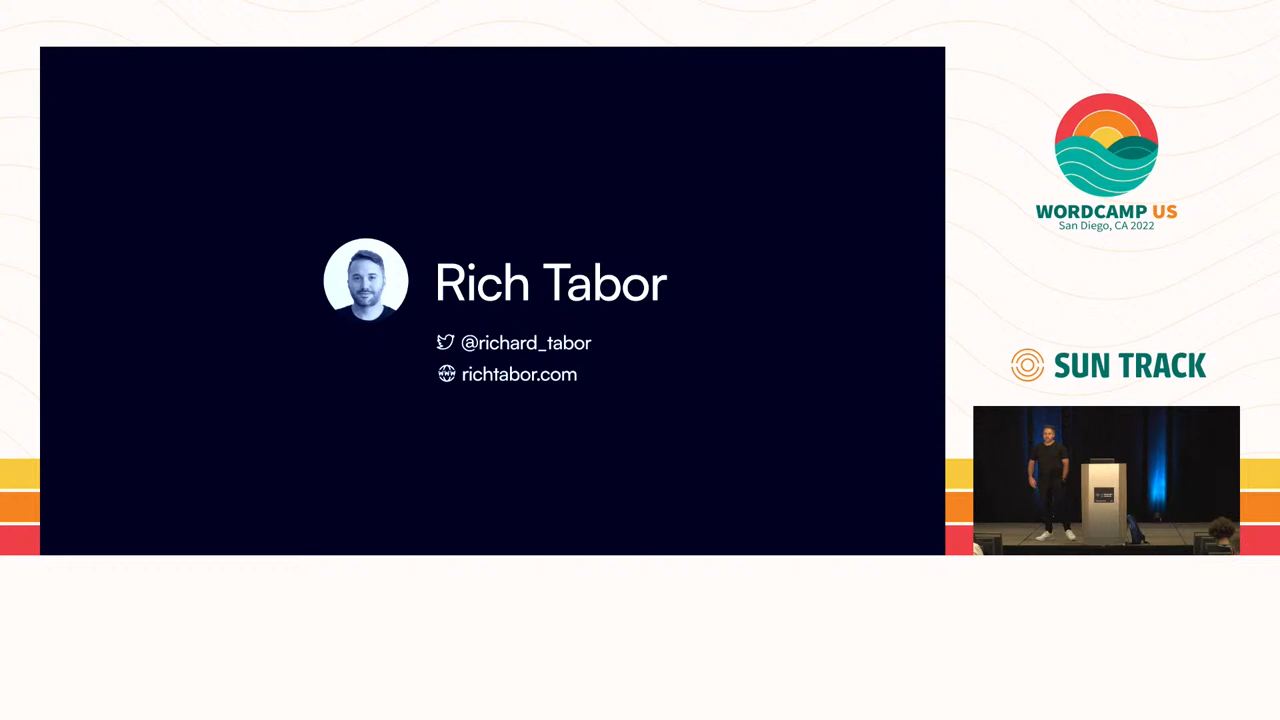 Rich Tabor
@richard_tabor
richtabor.com
WORDCAMP US
San Diego, CA 2022
SUN TRACK